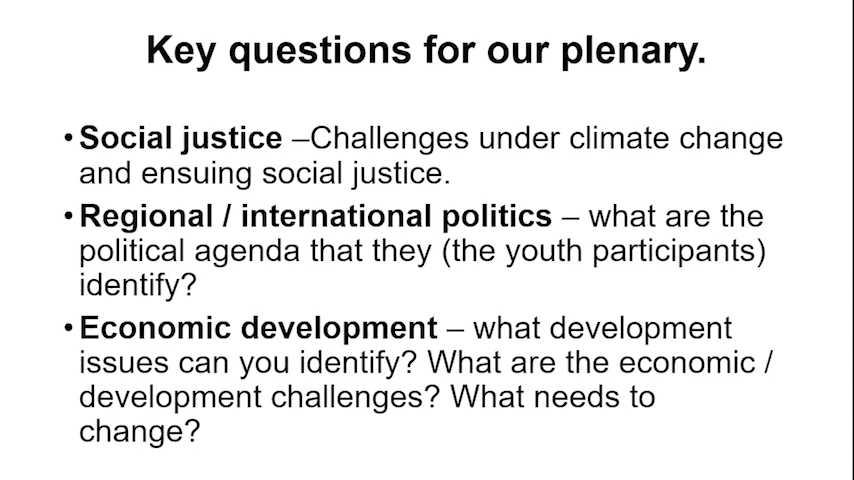 Key questions for our plenary.
• Social justice –Challenges under climate change
and ensuing social justice.
• Regional / international politics – what are the
political agenda that they (the youth participants)
identify?
• Economic development – what development
issues can you identify? What are the economic /
development challenges? What needs to
change?